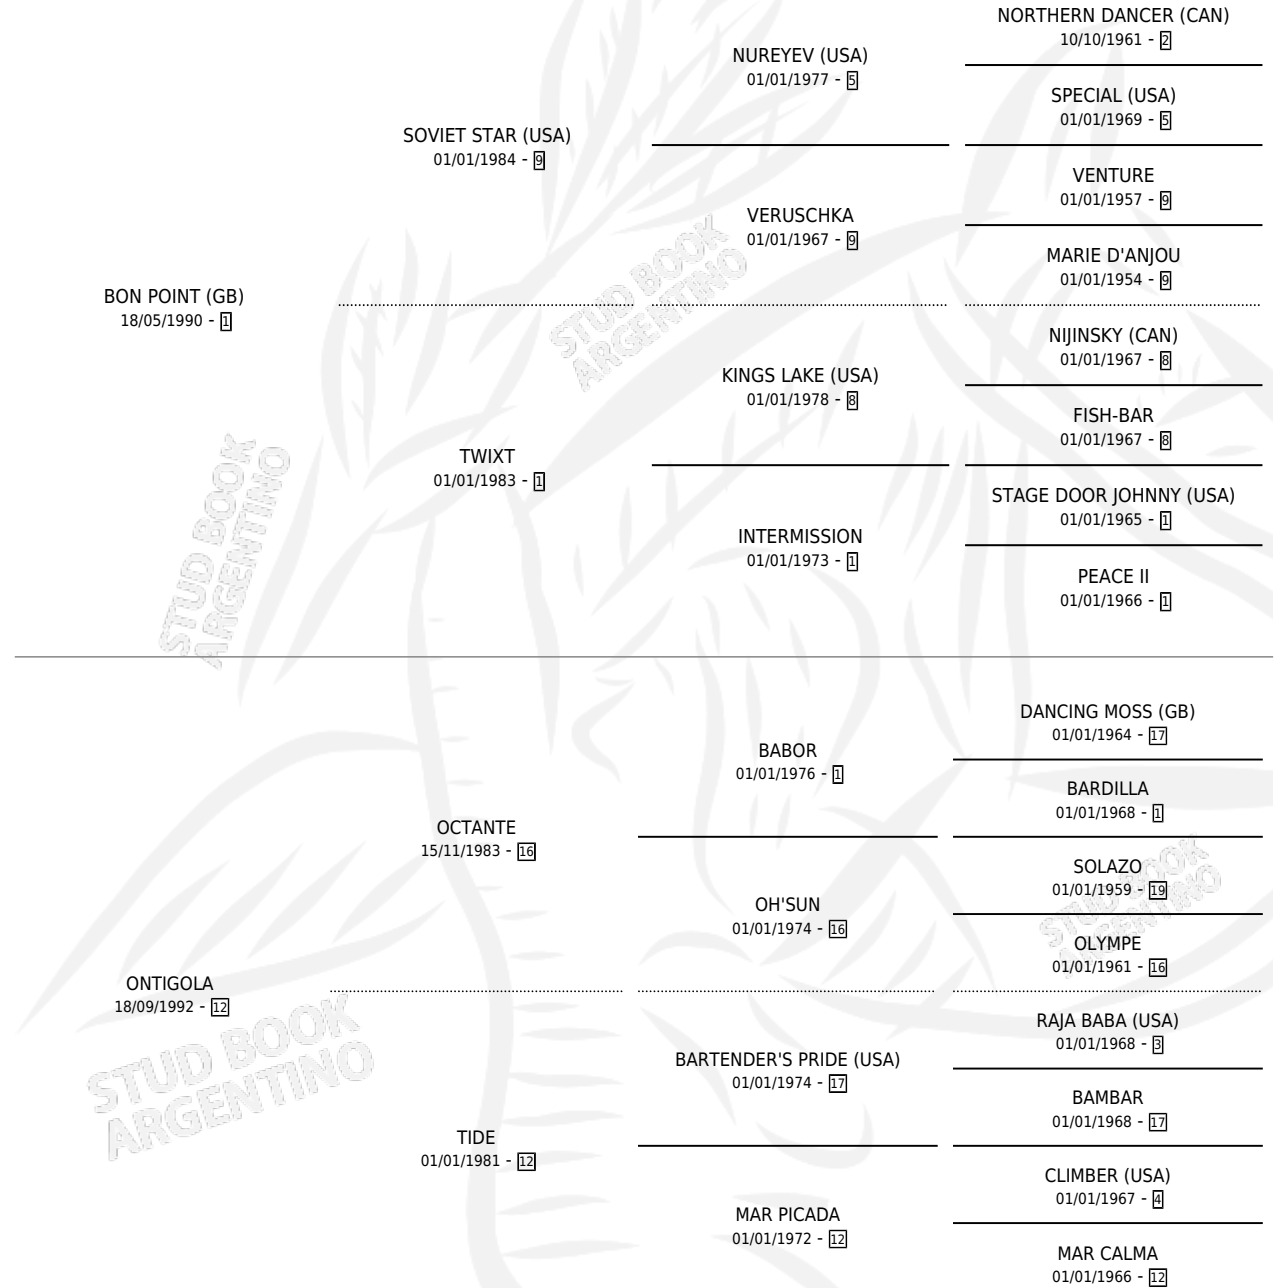 NORTHERN DANCER (CAN)
10/10/1961 - 2
NUREYEV (USA)
01/01/1977 - 5
SPECIAL (USA)
01/01/1969 - 5
SOVIET STAR (USA)
01/01/1984 - 9
VENTURE
01/01/1957 - 9
VERUSCHKA
01/01/1967 - 9
MARIE D'ANJOU
01/01/1954 - 9
BON POINT (GB)
18/05/1990 - 1
STUD BOOK
ARGENTINO
NIJINSKY (CAN)
01/01/1967 - 8
KINGS LAKE (USA)
01/01/1978 - 8
FISH-BAR
01/01/1967 - 8
TWIXT
01/01/1983 - 1
STAGE DOOR JOHNNY (USA)
01/01/1965 - 1
INTERMISSION
01/01/1973 - 1
PEACE II
01/01/1966 - 1
STUD BOOK
ARGENTINO
DANCING MOSS (GB)
01/01/1964 - 17
BABOR
01/01/1976 - 1
BARDILLA
01/01/1968 - 1
OCTANTE
15/11/1983 - 16
SOLAZO
01/01/1959 - 19
OH'SUN
01/01/1974 - 16
OLYMPE
01/01/1961 - 16
STUD BOOK
ARGENTINO
ONTIGOLA
18/09/1992 - 12
RAJA BABA (USA)
01/01/1968 - 3
BARTENDER'S PRIDE (USA)
01/01/1974 - 17
BAMBAR
01/01/1968 - 17
STUD BOOK
ARGENTINO
TIDE
01/01/1981 - 12
CLIMBER (USA)
01/01/1967 - 4
MAR PICADA
01/01/1972 - 12
MAR CALMA
01/01/1966 - 12